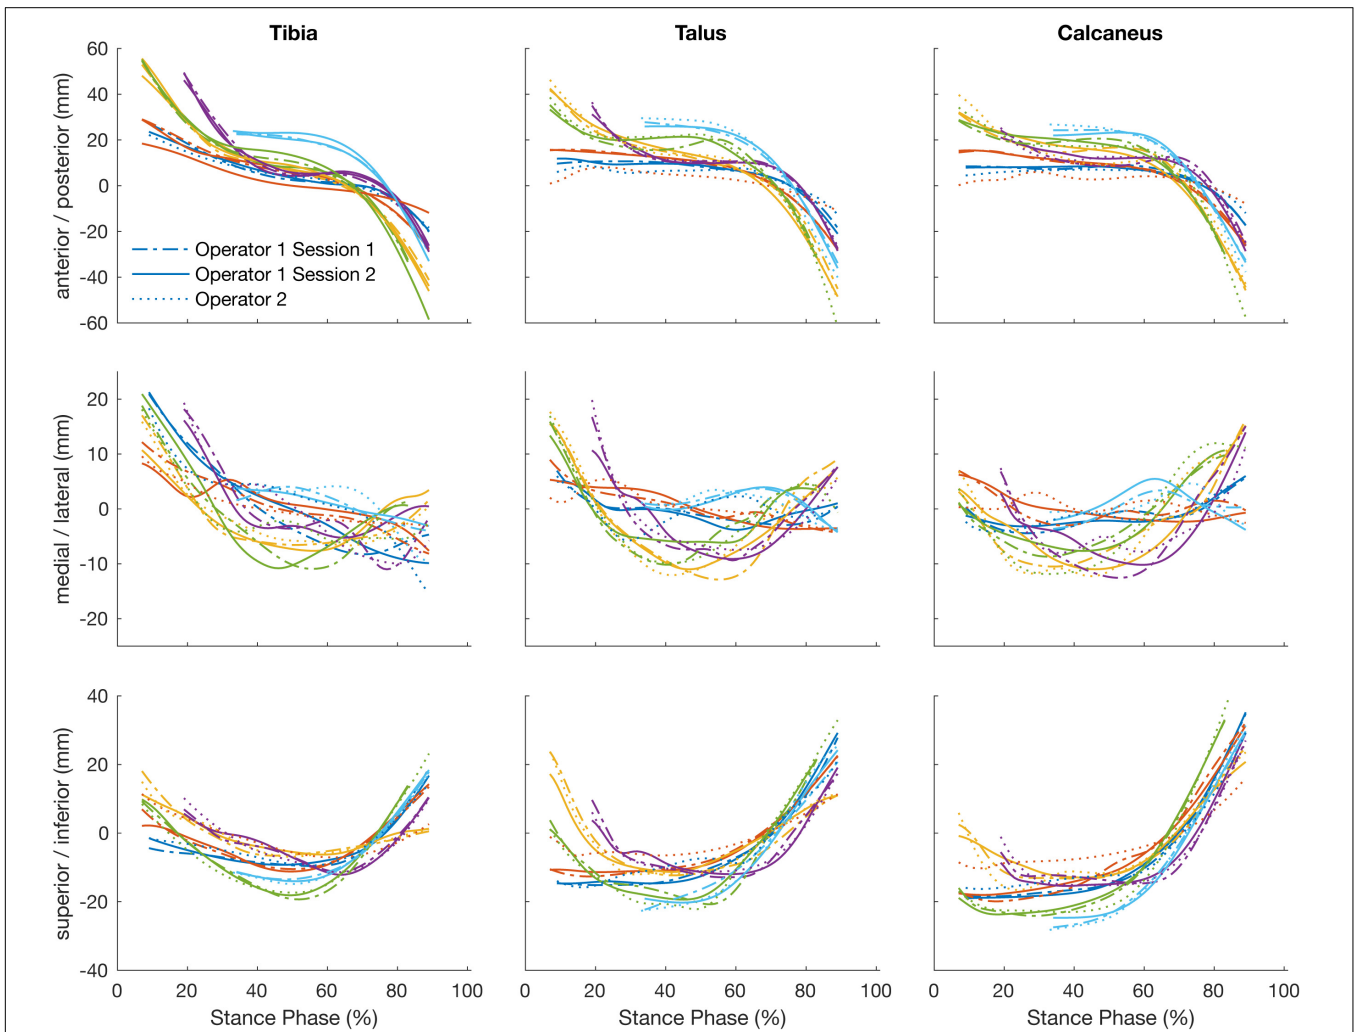 Tibia Talus Calcaneus
anterior / posterior (mm)
60
40
20
0
-20
-40
-60
Operator 1 Session 1
Operator 1 Session 2
Operator 2
medial / lateral (mm)
20
10
0
-10
-20
superior / inferior (mm)
40
20
0
-20
-40
0 20 40 60 80 100 0 20 40 60 80 100 0 20 40 60 80 100
Stance Phase (%) Stance Phase (%) Stance Phase (%)